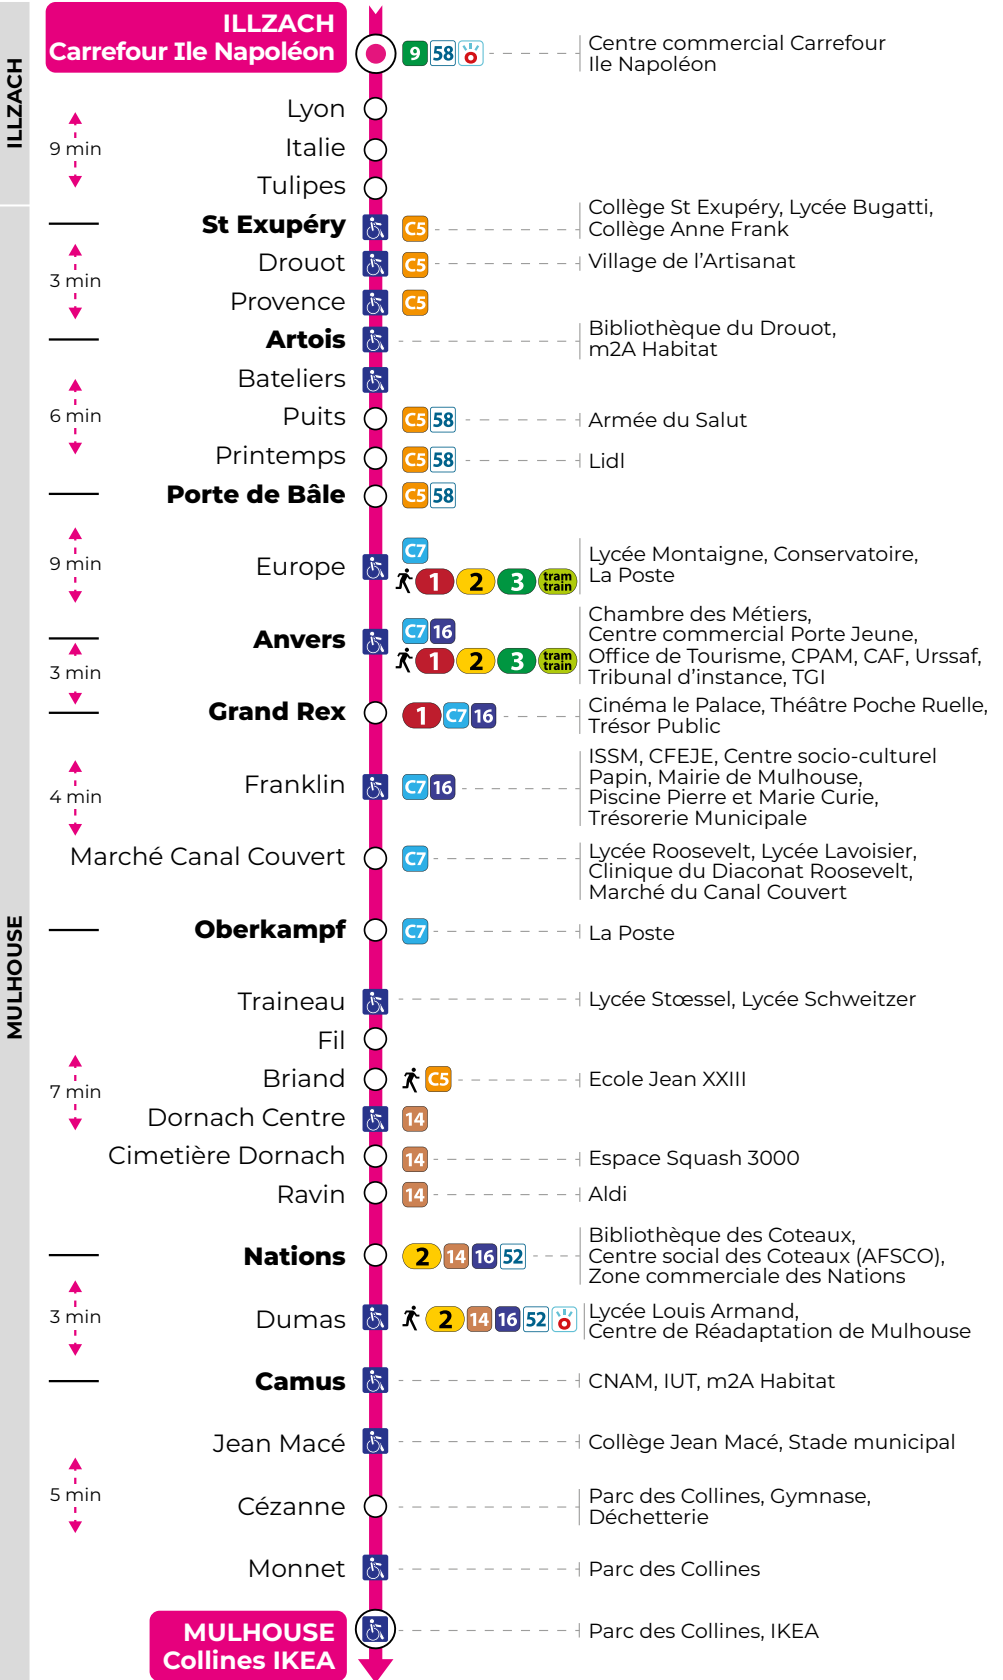 ILLZACH
ILLZACH
Carrefour Ile Napoléon
9 58
Centre commercial Carrefour
Ile Napoléon
Lyon
9 min
Italie
Tulipes
St Exupéry
C5
Collège St Exupéry, Lycée Bugatti,
Collège Anne Frank
Drouot
C5
Village de l'Artisanat
3 min
Provence
C5
Artois
Bibliothèque du Drouot,
m2A Habitat
Bateliers
6 min
Puits
C5 58
Armée du Salut
Printemps
C5 58
Lidl
Porte de Bâle
C5 58
9 min
Europe
C7
1 2 3 tram train
Lycée Montaigne, Conservatoire,
La Poste
Anvers
C7 16
1 2 3 tram train
Chambre des Métiers,
Centre commercial Porte Jeune,
Office de Tourisme, CPAM, CAF, Urssaf,
Tribunal d'instance, TGI
3 min
Grand Rex
1 C7 16
Cinéma le Palace, Théâtre Poche Ruelle,
Trésor Public
4 min
Franklin
C7 16
ISSM, CFEJE, Centre socio-culturel
Papin, Mairie de Mulhouse,
Piscine Pierre et Marie Curie,
Trésorerie Municipale
Marché Canal Couvert
C7
Lycée Roosevelt, Lycée Lavoisier,
Clinique du Diaconat Roosevelt,
Marché du Canal Couvert
MULHOUSE
Oberkampf
C7
La Poste
Traineau
Lycée Stœssel, Lycée Schweitzer
Fil
7 min
Briand
C5
Ecole Jean XXIII
Dornach Centre
14
Cimetière Dornach
14
Espace Squash 3000
Ravin
14
Aldi
Nations
2 14 16 52
Bibliothèque des Coteaux,
Centre social des Coteaux (AFSCO),
Zone commerciale des Nations
3 min
Dumas
2 14 16 52
Lycée Louis Armand,
Centre de Réadaptation de Mulhouse
Camus
CNAM, IUT, m2A Habitat
Jean Macé
Collège Jean Macé, Stade municipal
5 min
Cézanne
Parc des Collines, Gymnase,
Déchetterie
Monnet
Parc des Collines
MULHOUSE
Collines IKEA
Parc des Collines, IKEA